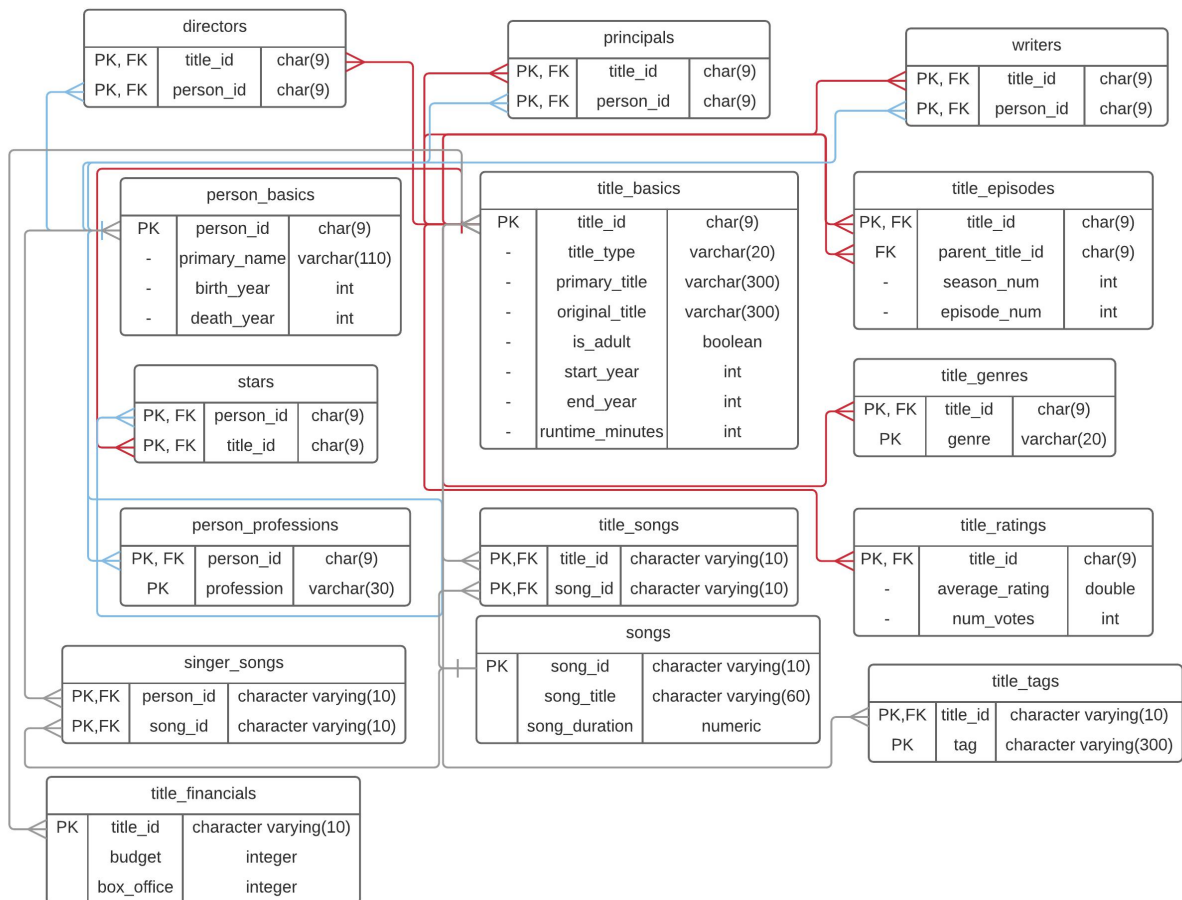 directors
PK, FK title_id char(9)
PK, FK person_id char(9)
principals
PK, FK title_id char(9)
PK, FK person_id char(9)
writers
PK, FK title_id char(9)
PK, FK person_id char(9)
person_basics
PK person_id char(9)
- primary_name varchar(110)
- birth_year int
- death_year int
title_basics
PK title_id char(9)
- title_type varchar(20)
- primary_title varchar(300)
- original_title varchar(300)
- is_adult boolean
- start_year int
- end_year int
- runtime_minutes int
title_episodes
PK, FK title_id char(9)
FK parent_title_id char(9)
- season_num int
- episode_num int
stars
PK, FK person_id char(9)
PK, FK title_id char(9)
title_genres
PK, FK title_id char(9)
PK genre varchar(20)
person_professions
PK, FK person_id char(9)
PK profession varchar(30)
title_songs
PK,FK title_id character varying(10)
PK,FK song_id character varying(10)
title_ratings
PK, FK title_id char(9)
- average_rating double
- num_votes int
singer_songs
PK,FK person_id character varying(10)
PK,FK song_id character varying(10)
songs
PK song_id character varying(10)
song_title character varying(60)
song_duration numeric
title_tags
PK,FK title_id character varying(10)
PK tag character varying(300)
title_financials
PK title_id character varying(10)
budget integer
box_office integer